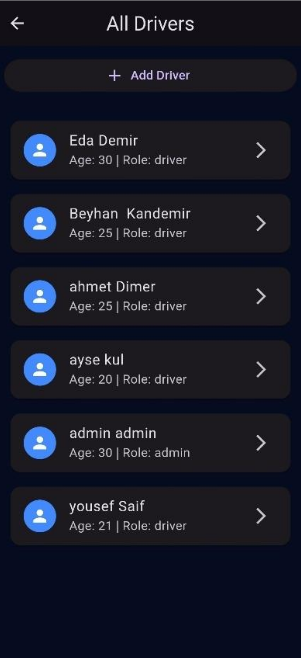 All Drivers
+ Add Driver
Eda Demir
Age: 30 | Role: driver
Beyhan  Kandemir
Age: 25 | Role: driver
ahmet Dimer
Age: 25 | Role: driver
ayse kul
Age: 20 | Role: driver
admin admin
Age: 30 | Role: admin
yousef Saif
Age: 21 | Role: driver